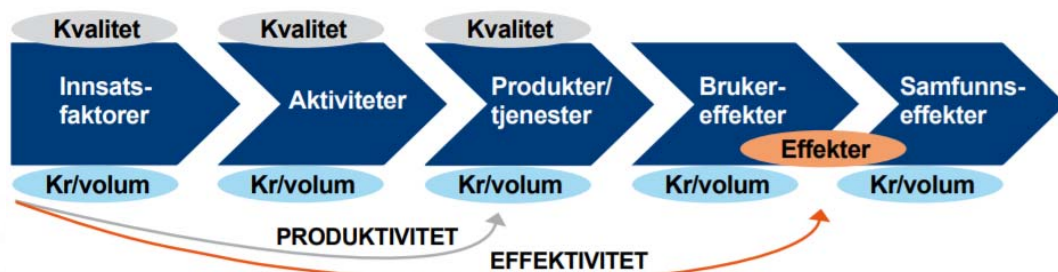 Kvalitet
Kvalitet
Kvalitet
Innsats-
faktorer
Aktiviteter
Produkter/
tjenester
Bruker-
effekter
Samfunns-
effekter
Effekter
Kr/volum
Kr/volum
Kr/volum
Kr/volum
Kr/volum
PRODUKTIVITET
EFFEKTIVITET